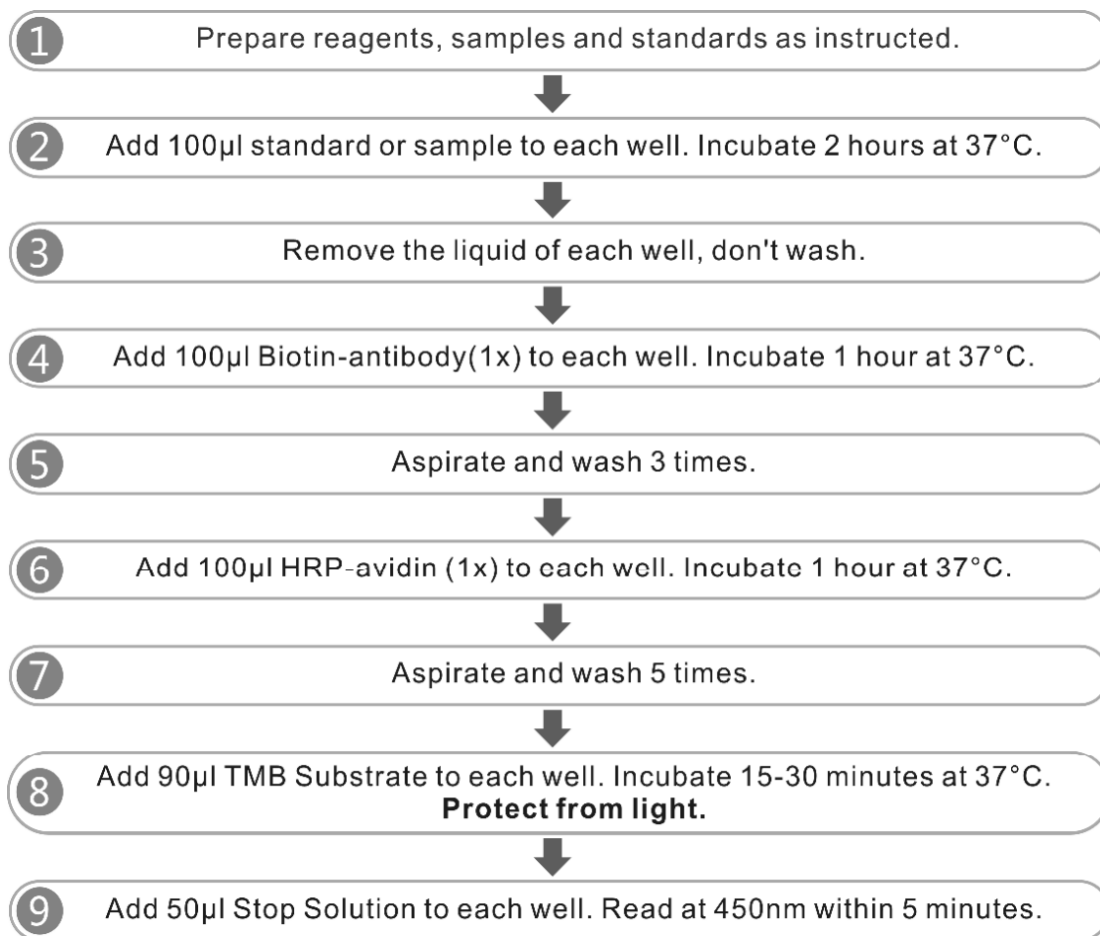 1 Prepare reagents, samples and standards as instructed.
2 Add 100µl standard or sample to each well. Incubate 2 hours at 37°C.
3 Remove the liquid of each well, don't wash.
4 Add 100µl Biotin-antibody(1x) to each well. Incubate 1 hour at 37°C.
5 Aspirate and wash 3 times.
6 Add 100µl HRP-avidin (1x) to each well. Incubate 1 hour at 37°C.
7 Aspirate and wash 5 times.
8 Add 90µl TMB Substrate to each well. Incubate 15-30 minutes at 37°C.
Protect from light.
9 Add 50µl Stop Solution to each well. Read at 450nm within 5 minutes.